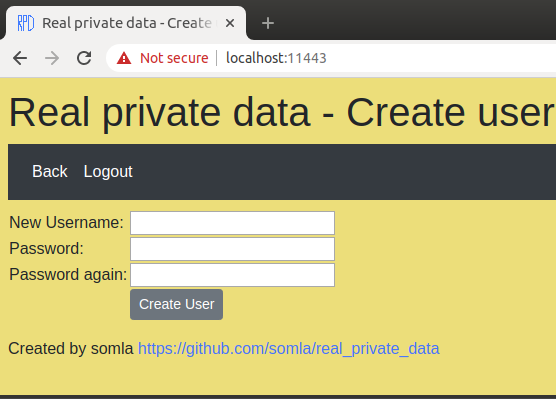 RPD Real private data - Create
Not secure localhost:11443
Real private data - Create user
Back Logout
New Username:
Password:
Password again:
Create User
Created by somla https://github.com/somla/real_private_data